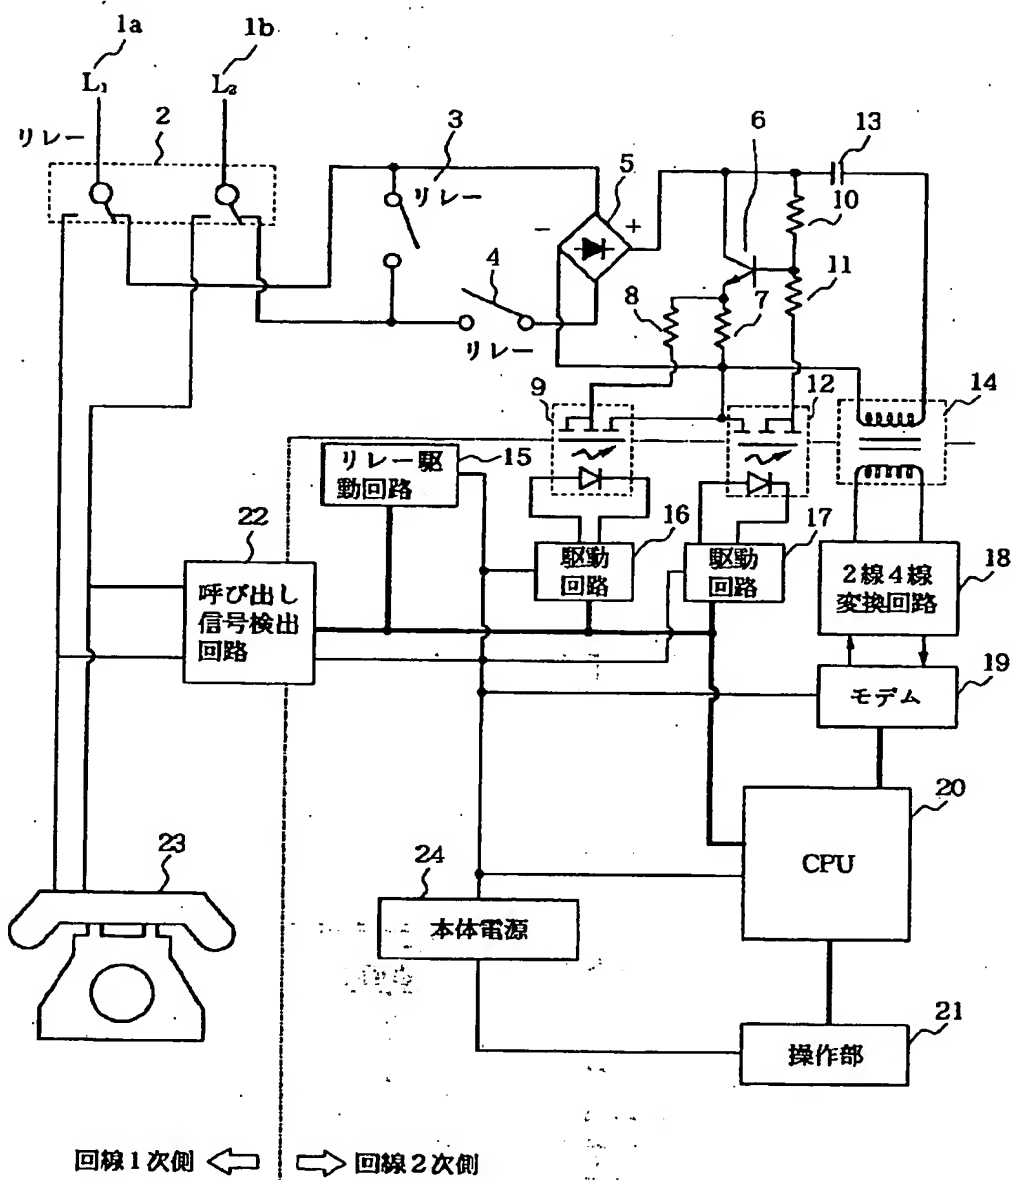 1a
1b
L₁
L₂
リレー
2
3
リレー
4
リレー
5
－
＋
6
13
10
11
8
7
9
12
14
リレー駆
動回路
15
22
呼び出し
信号検出
回路
16
駆動
回路
17
駆動
回路
18
2線4線
変換回路
19
モデム
20
CPU
23
24
本体電源
21
操作部
回線1次側
回線2次側